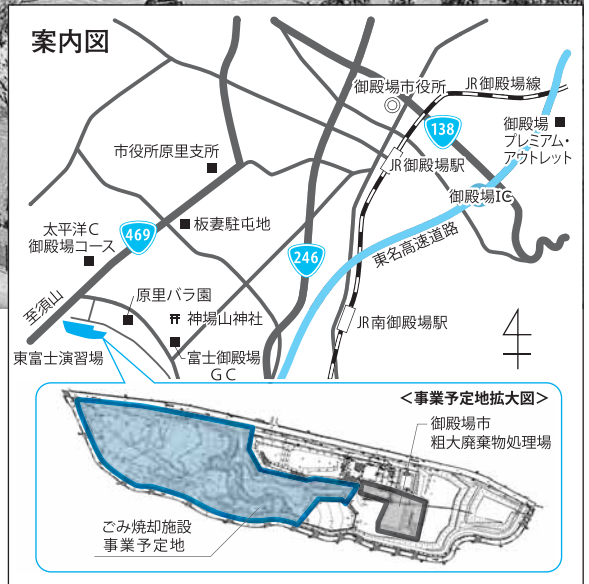 案内図
御殿場市役所
JR御殿場線
138
御殿場
プレミアム・
アウトレット
市役所原里支所
JR御殿場駅
御殿場IC
太平洋C
御殿場コース
469
板妻駐屯地
246
東名高速道路
至須山
原里バラ園
神場山神社
JR南御殿場駅
東富士演習場
富士御殿場
GC
<事業予定地拡大図>
御殿場市
粗大廃棄物処理場
ごみ焼却施設
事業予定地